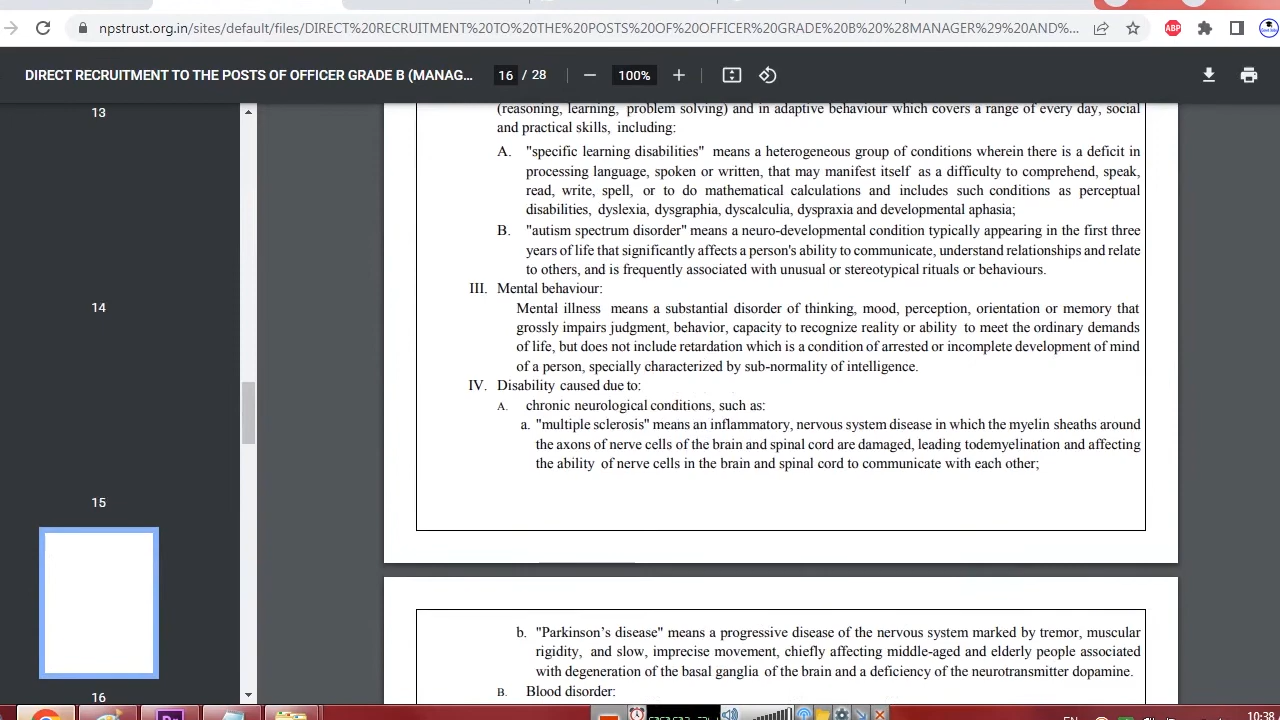 npstrust.org.in/sites/default/files/DIRECT%20RECRUITMENT%20TO%20THE%20POSTS%20OF%20OFFICER%20GRADE%20B%20%28MANAGER%29%20AND%...
ABP
DIRECT RECRUITMENT TO THE POSTS OF OFFICER GRADE B (MANAG...
16 / 28
100%
13
14
15
16
(reasoning, learning, problem solving) and in adaptive behaviour which covers a range of every day, social
and practical skills, including:
A. "specific learning disabilities" means a heterogeneous group of conditions wherein there is a deficit in
processing language, spoken or written, that may manifest itself as a difficulty to comprehend, speak,
read, write, spell, or to do mathematical calculations and includes such conditions as perceptual
disabilities, dyslexia, dysgraphia, dyscalculia, dyspraxia and developmental aphasia;
B. "autism spectrum disorder" means a neuro-developmental condition typically appearing in the first three
years of life that significantly affects a person's ability to communicate, understand relationships and relate
to others, and is frequently associated with unusual or stereotypical rituals or behaviours.
III. Mental behaviour:
Mental illness means a substantial disorder of thinking, mood, perception, orientation or memory that
grossly impairs judgment, behavior, capacity to recognize reality or ability to meet the ordinary demands
of life, but does not include retardation which is a condition of arrested or incomplete development of mind
of a person, specially characterized by sub-normality of intelligence.
IV. Disability caused due to:
A. chronic neurological conditions, such as:
a. "multiple sclerosis" means an inflammatory, nervous system disease in which the myelin sheaths around
the axons of nerve cells of the brain and spinal cord are damaged, leading todemyelination and affecting
the ability of nerve cells in the brain and spinal cord to communicate with each other;
b. "Parkinson’s disease" means a progressive disease of the nervous system marked by tremor, muscular
rigidity, and slow, imprecise movement, chiefly affecting middle-aged and elderly people associated
with degeneration of the basal ganglia of the brain and a deficiency of the neurotransmitter dopamine.
B. Blood disorder:
EN
10:38